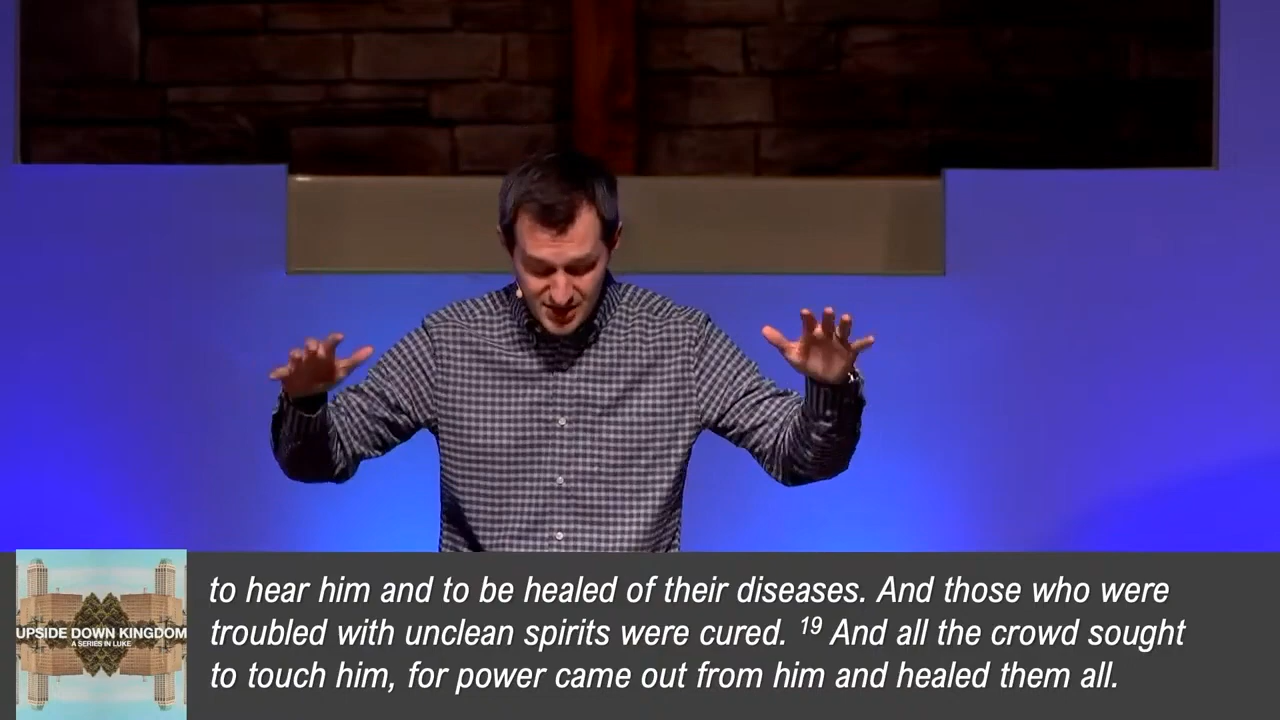 UPSIDE DOWN KINGDOM
A SERIES IN LUKE
to hear him and to be healed of their diseases. And those who were
troubled with unclean spirits were cured. 19 And all the crowd sought
to touch him, for power came out from him and healed them all.